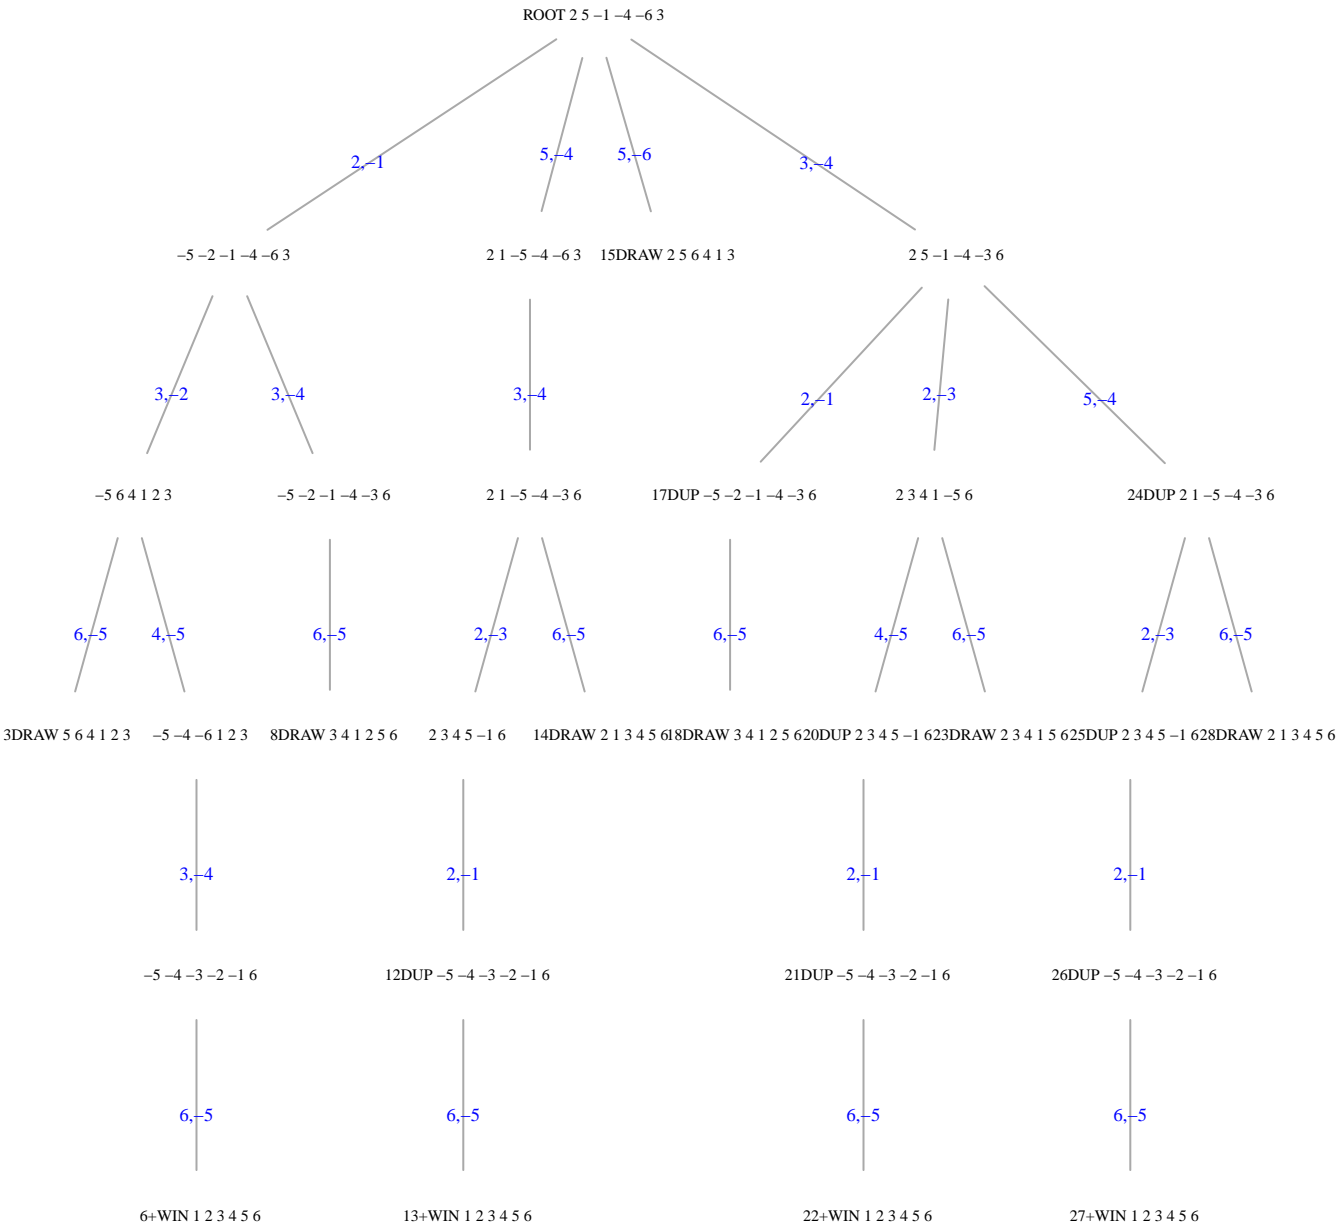 ROOT 2 5 –1 –4 –6 3
2,–1
5,–4
5,–6
3,–4
–5 –2 –1 –4 –6 3
2 1 –5 –4 –6 3
15DRAW 2 5 6 4 1 3
2 5 –1 –4 –3 6
3,–2
3,–4
3,–4
2,–1
2,–3
5,–4
–5 6 4 1 2 3
–5 –2 –1 –4 –3 6
2 1 –5 –4 –3 6
17DUP –5 –2 –1 –4 –3 6
2 3 4 1 –5 6
24DUP 2 1 –5 –4 –3 6
6,–5
4,–5
6,–5
2,–3
6,–5
6,–5
4,–5
6,–5
2,–3
6,–5
3DRAW 5 6 4 1 2 3
–5 –4 –6 1 2 3
8DRAW 3 4 1 2 5 6
2 3 4 5 –1 6
14DRAW 2 1 3 4 5 6
18DRAW 3 4 1 2 5 6
20DUP 2 3 4 5 –1 6
23DRAW 2 3 4 1 5 6
25DUP 2 3 4 5 –1 6
28DRAW 2 1 3 4 5 6
3,–4
2,–1
2,–1
2,–1
–5 –4 –3 –2 –1 6
12DUP –5 –4 –3 –2 –1 6
21DUP –5 –4 –3 –2 –1 6
26DUP –5 –4 –3 –2 –1 6
6,–5
6,–5
6,–5
6,–5
6+WIN 1 2 3 4 5 6
13+WIN 1 2 3 4 5 6
22+WIN 1 2 3 4 5 6
27+WIN 1 2 3 4 5 6